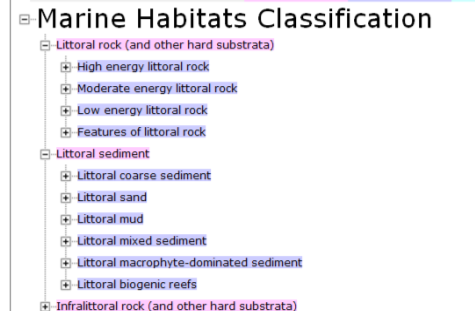 Marine Habitats Classification
Littoral rock (and other hard substrata)
High energy littoral rock
Moderate energy littoral rock
Low energy littoral rock
Features of littoral rock
Littoral sediment
Littoral coarse sediment
Littoral sand
Littoral mud
Littoral mixed sediment
Littoral macrophyte-dominated sediment
Littoral biogenic reefs
Infralittoral rock (and other hard substrata)